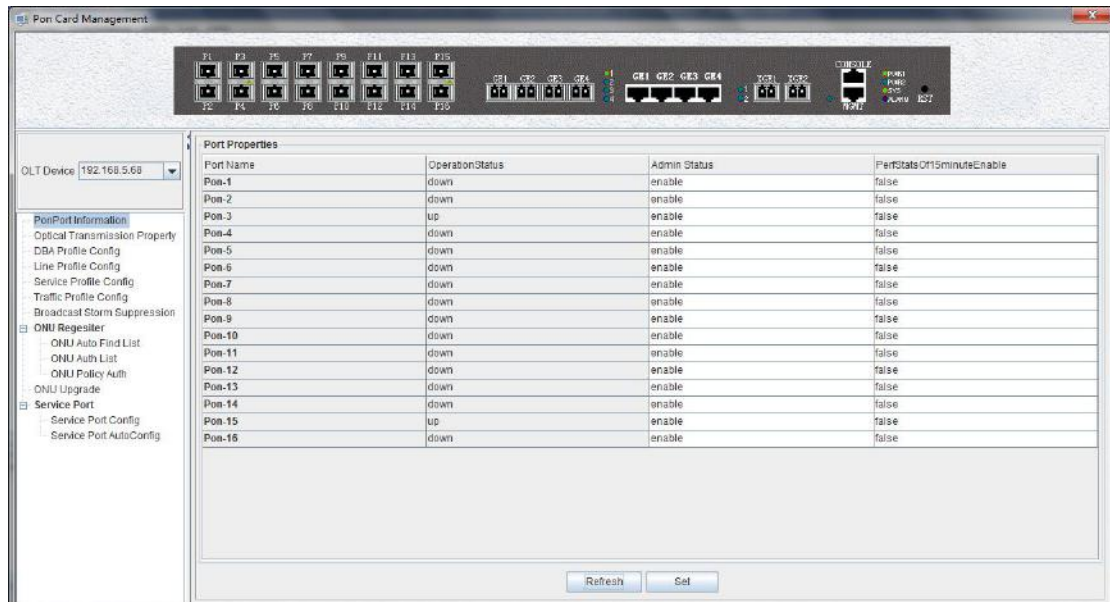 Pon Card Management
P1 P3 P5 P7 P9 P11 P13 P15
GE1 GE2 GE3 GE4
1
2
3
4
GE1 GE2 GE3 GE4
1
2
XGE1 XGE2
CONSOLE
MGMT
PWR1
PWR2
SYS
ALARM
RST
P2 P4 P6 P8 P10 P12 P14 P16
OLT Device 192.168.5.68
PonPort Information
Optical Transmission Property
DBA Profile Config
Line Profile Config
Service Profile Config
Traffic Profile Config
Broadcast Storm Suppression
ONU Regesiter
ONU Auto Find List
ONU Auth List
ONU Policy Auth
ONU Upgrade
Service Port
Service Port Config
Service Port AutoConfig
Port Properties
Port Name OperationStatus Admin Status PerfStatsOf15minuteEnable
Pon-1 down enable false
Pon-2 down enable false
Pon-3 up enable false
Pon-4 down enable false
Pon-5 down enable false
Pon-6 down enable false
Pon-7 down enable false
Pon-8 down enable false
Pon-9 down enable false
Pon-10 down enable false
Pon-11 down enable false
Pon-12 down enable false
Pon-13 down enable false
Pon-14 down enable false
Pon-15 up enable false
Pon-16 down enable false
Refresh Set